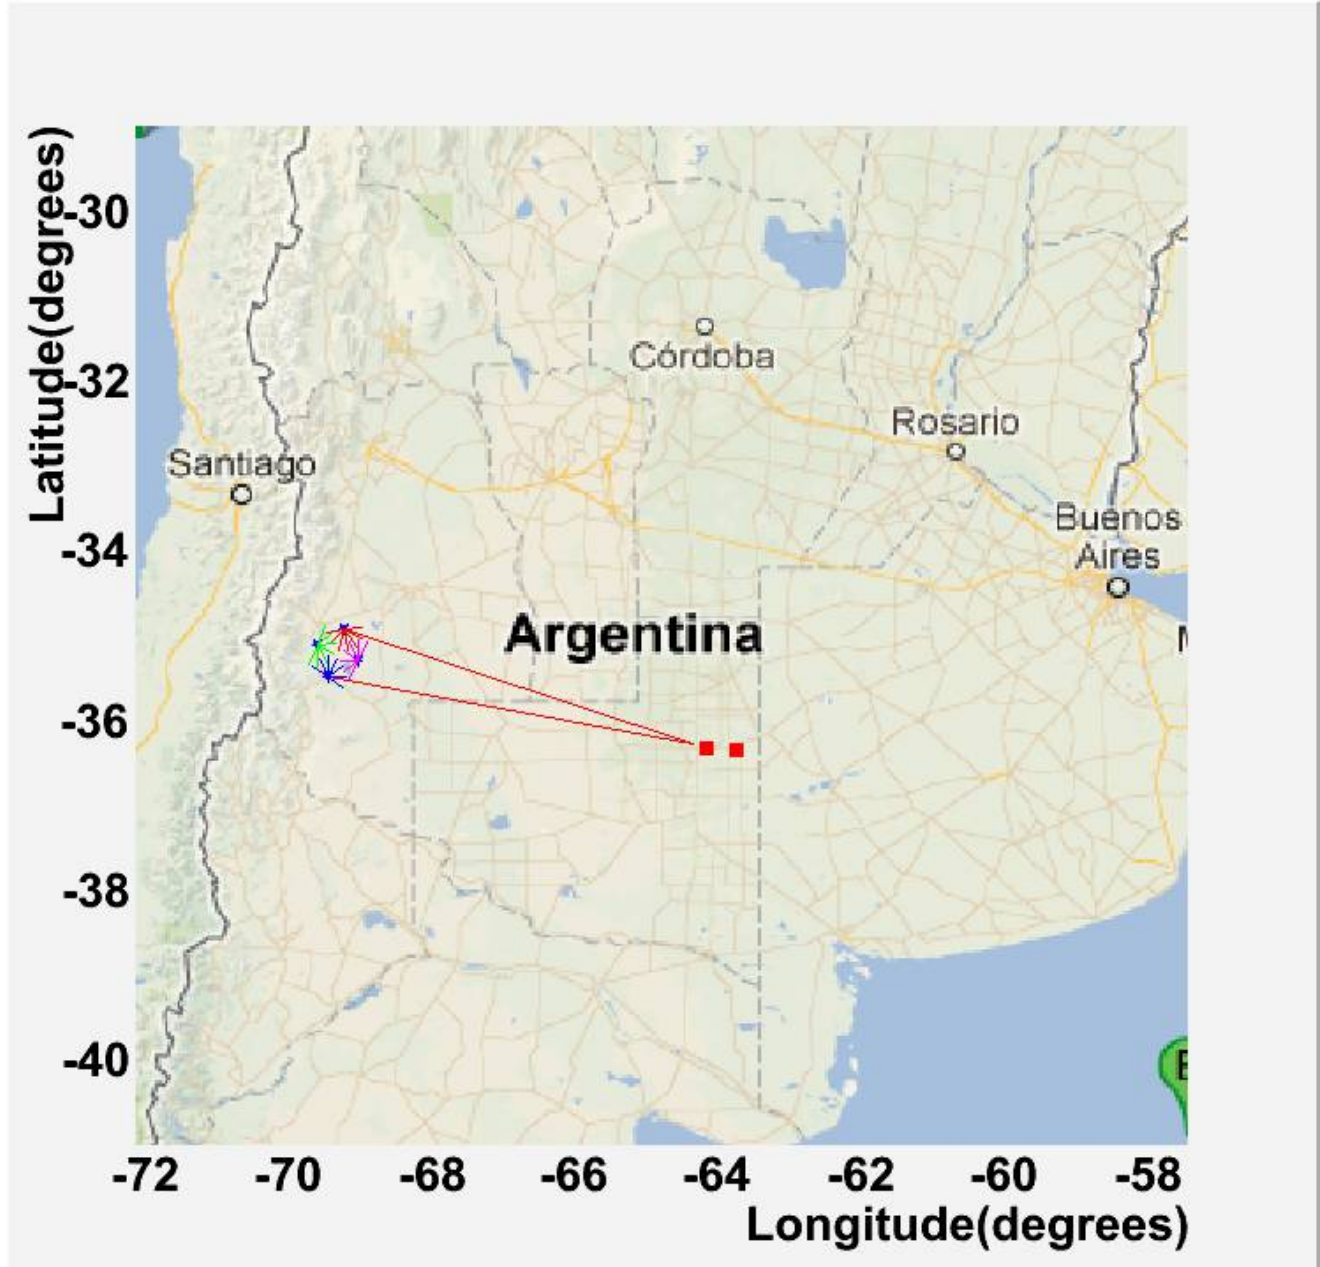 Latitude(degrees)
-30
-32
-34
-36
-38
-40
Córdoba
Rosario
Santiago
Buenos
Aires
Argentina
-72 -70 -68 -66 -64 -62 -60 -58
Longitude(degrees)